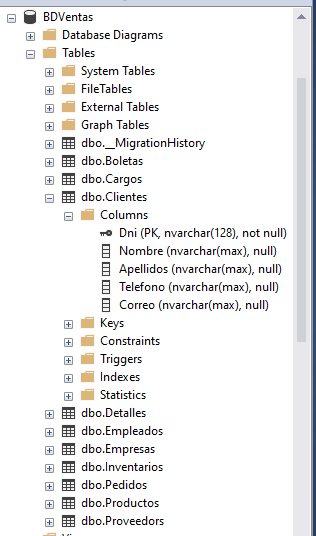 BDVentas
Database Diagrams
Tables
System Tables
FileTables
External Tables
Graph Tables
dbo.__MigrationHistory
dbo.Boletas
dbo.Cargos
dbo.Clientes
Columns
Dni (PK, nvarchar(128), not null)
Nombre (nvarchar(max), null)
Apellidos (nvarchar(max), null)
Telefono (nvarchar(max), null)
Correo (nvarchar(max), null)
Keys
Constraints
Triggers
Indexes
Statistics
dbo.Detalles
dbo.Empleados
dbo.Empresas
dbo.Inventarios
dbo.Pedidos
dbo.Productos
dbo.Proveedors